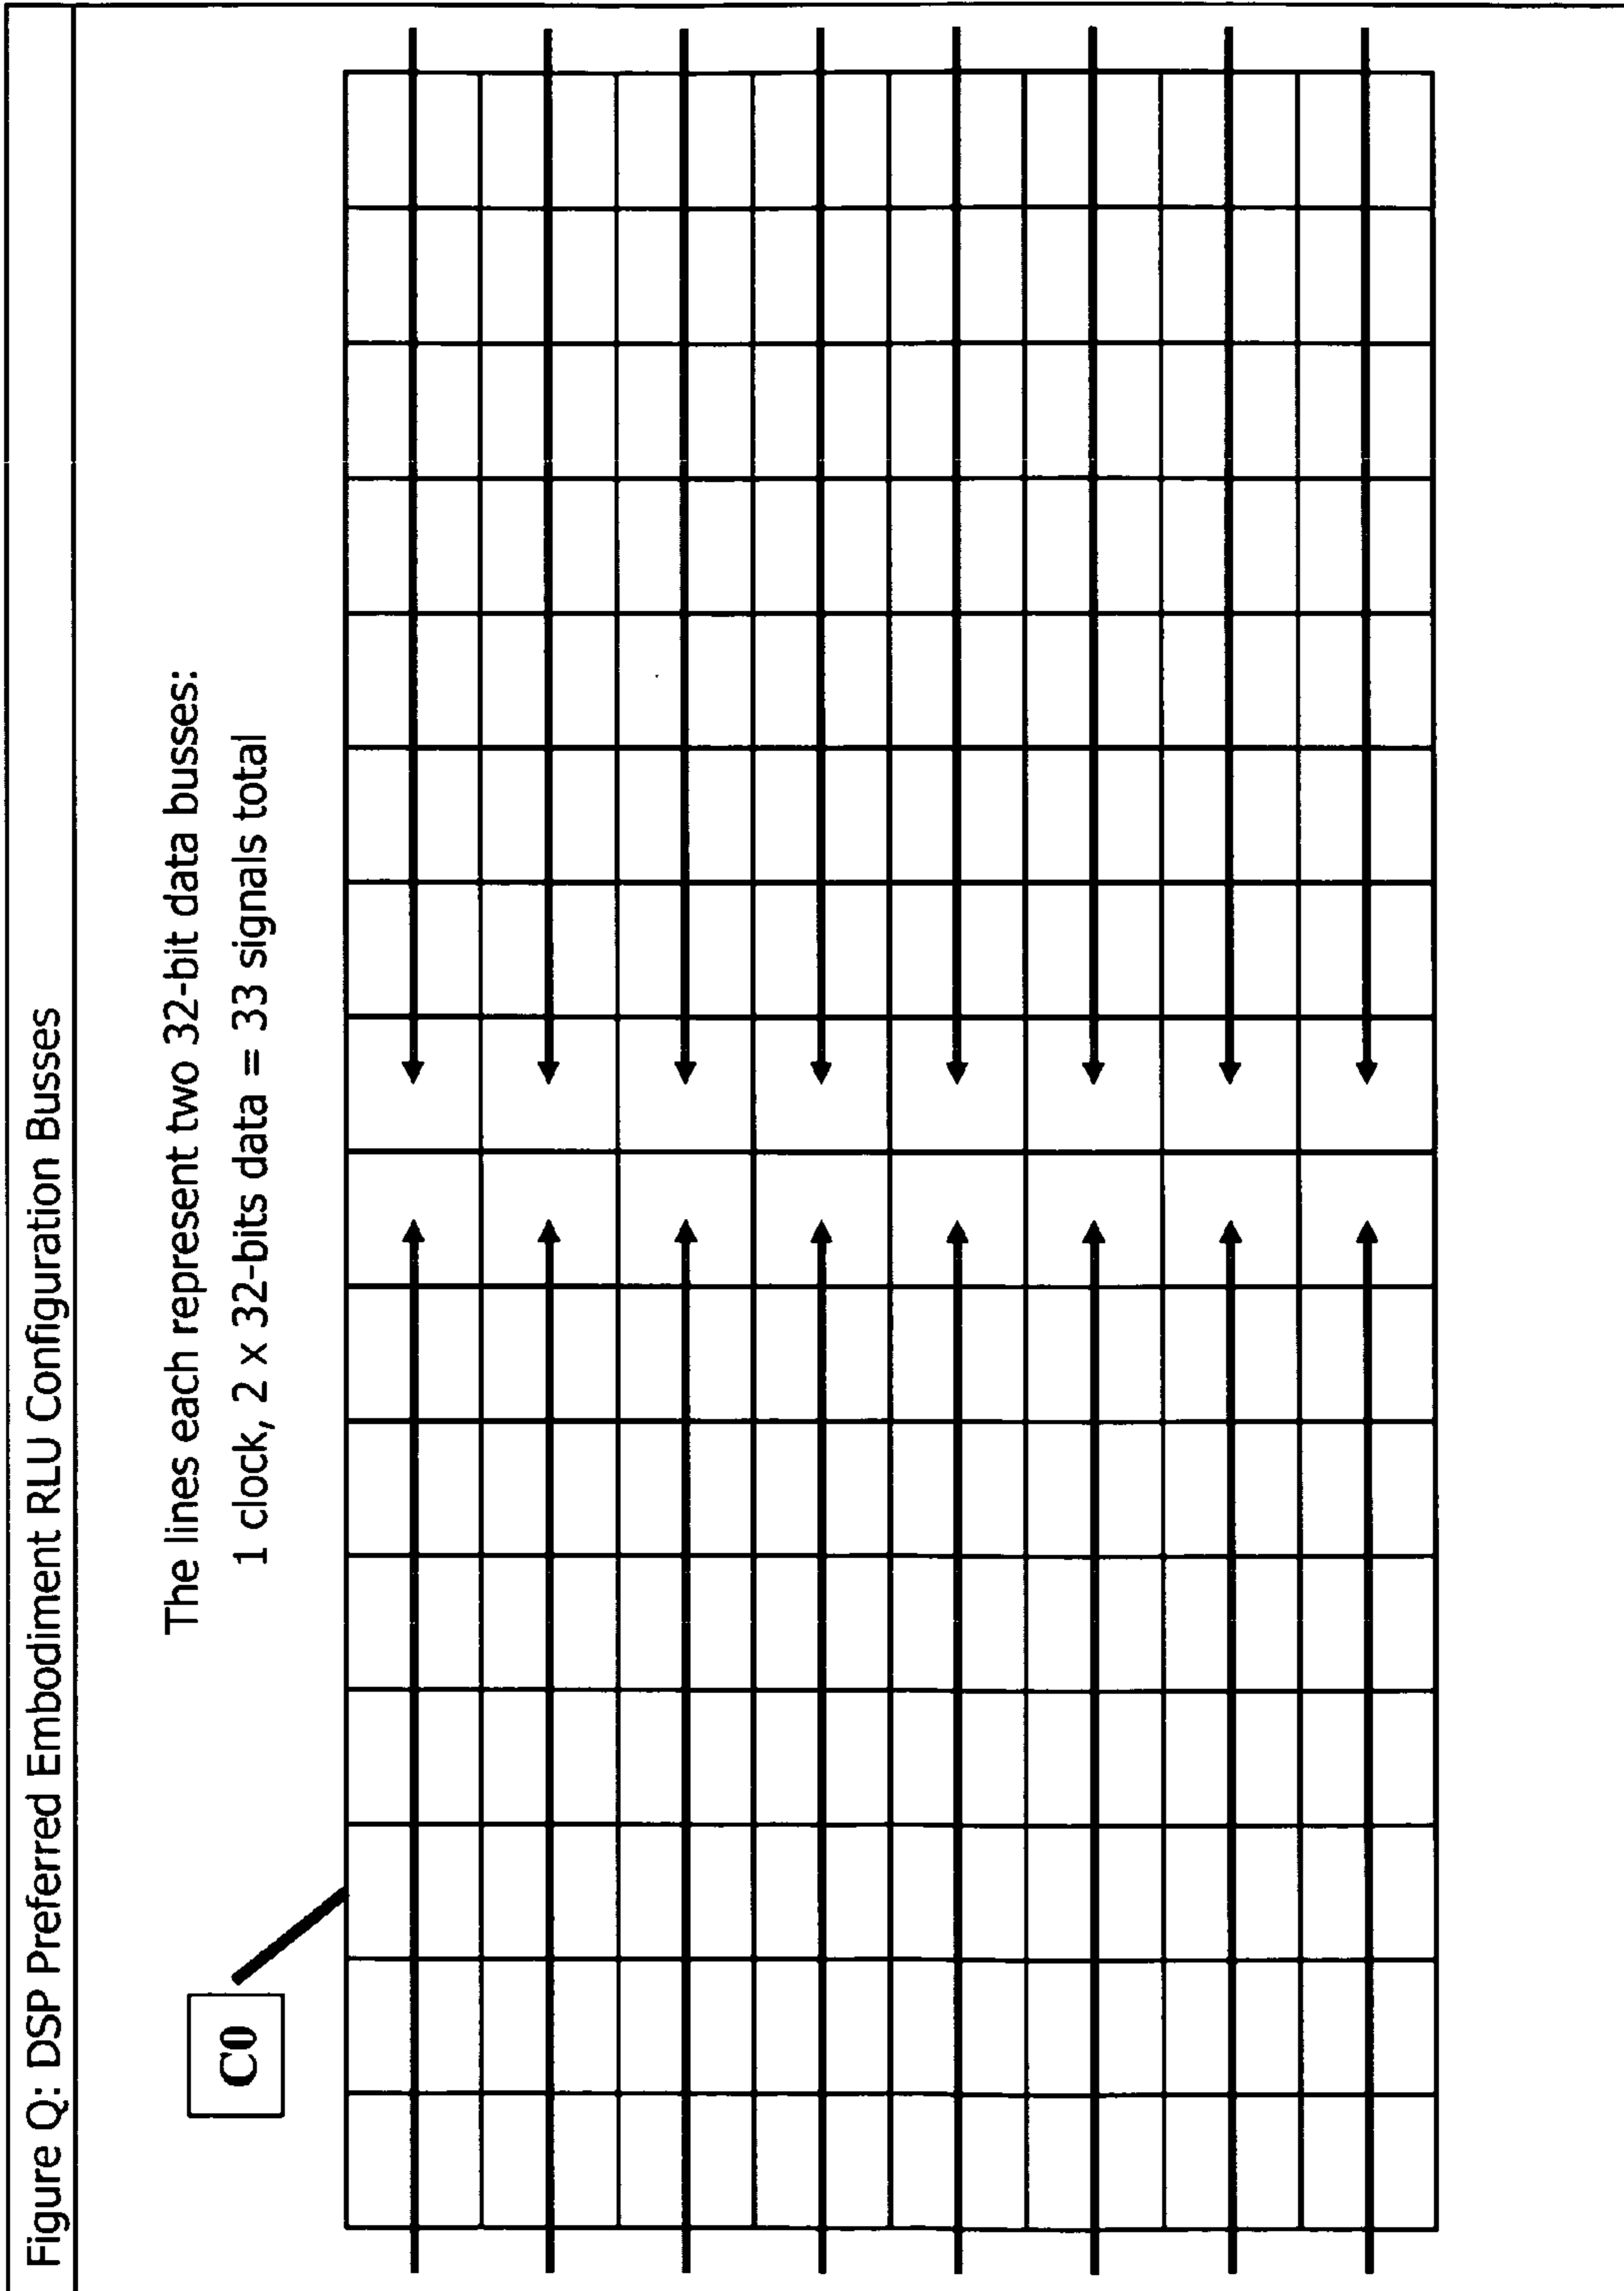 Figure Q: DSP Preferred Embodiment RLU Configuration Busses
The lines each represent two 32-bit data busses:
1 clock, 2 x 32-bits data = 33 signals total
C0